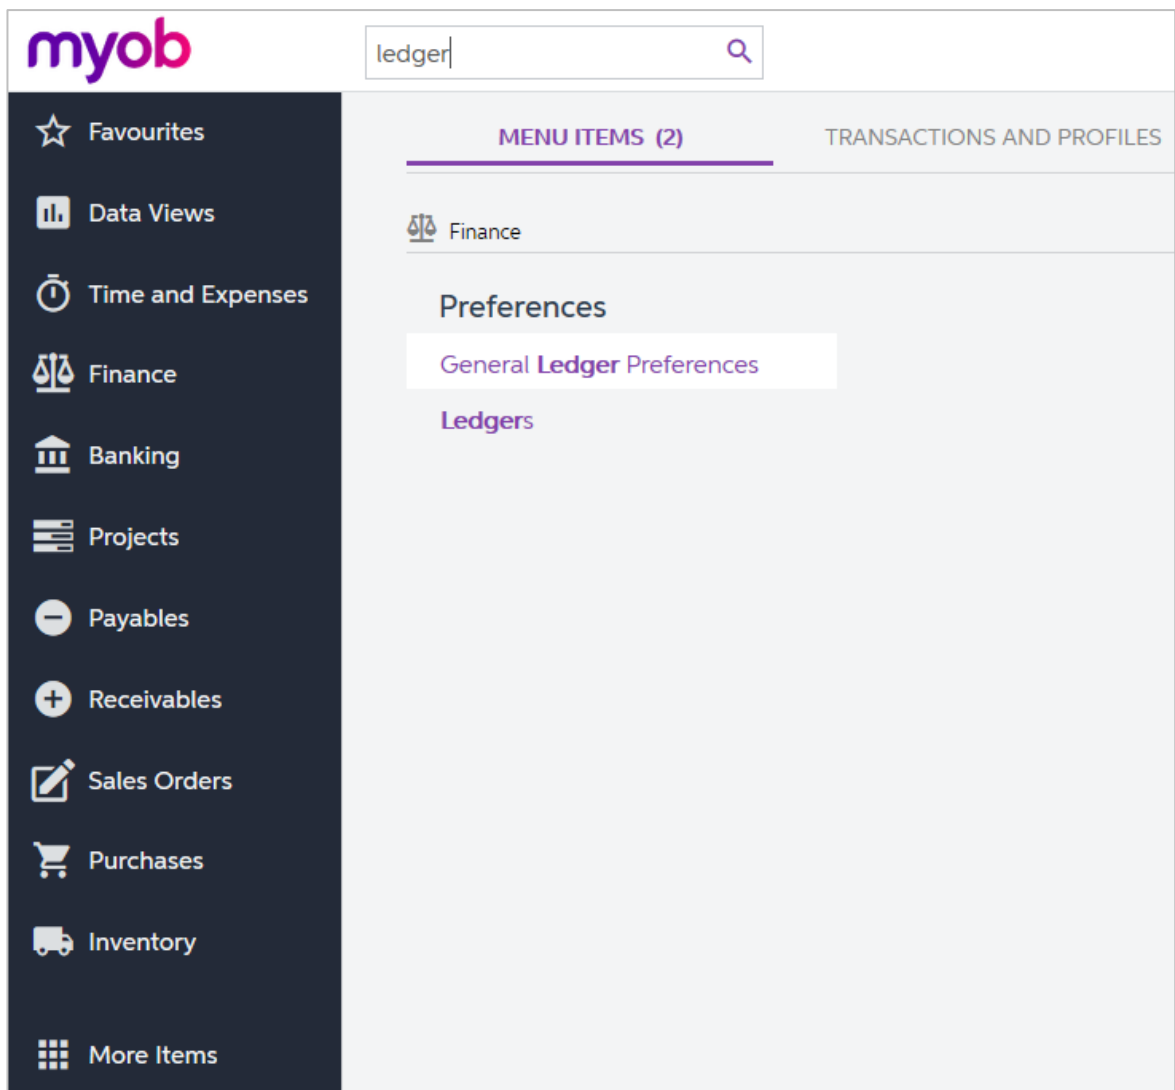 myob
ledger
Favourites
Data Views
Time and Expenses
Finance
Banking
Projects
Payables
Receivables
Sales Orders
Purchases
Inventory
More Items
MENU ITEMS (2)
TRANSACTIONS AND PROFILES
Finance
Preferences
General Ledger Preferences
Ledgers